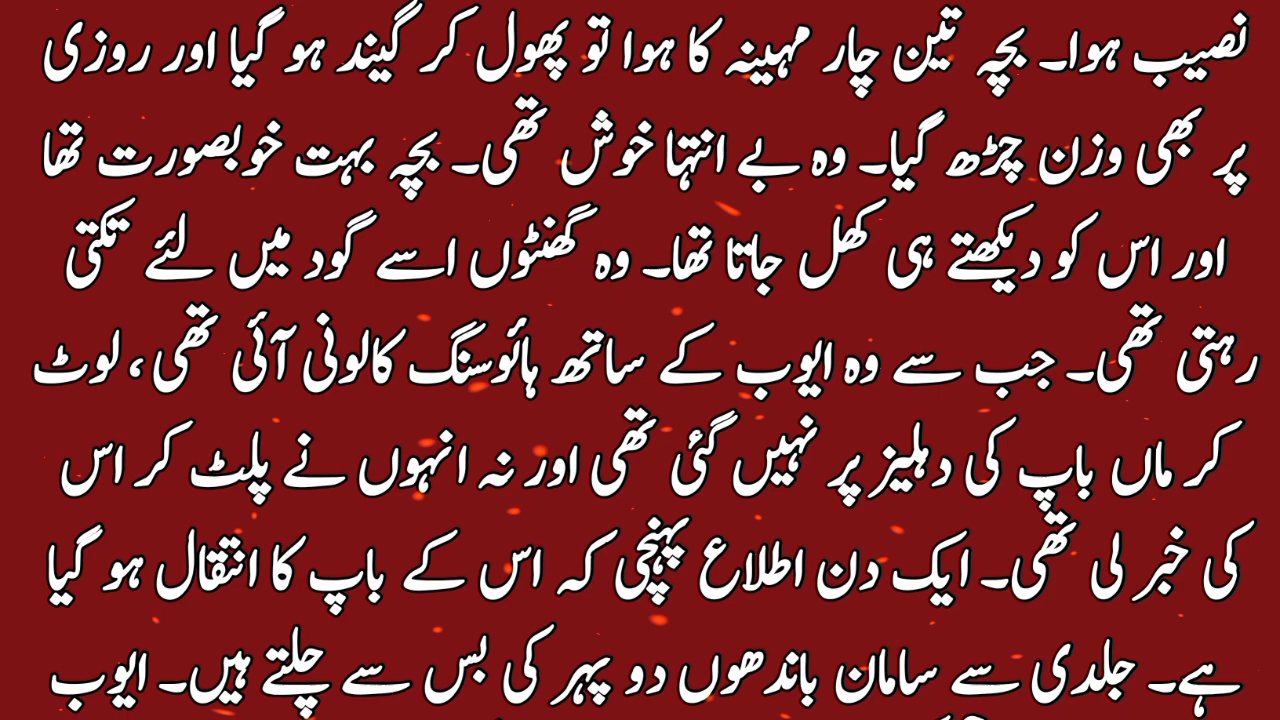 نصیب ہوا۔ بچہ تین چار مہینہ کا ہوا تو پھول کر گیند ہو گیا اور روزی
پر بھی وزن چڑھ گیا۔ وہ بے انتہا خوش تھی۔ بچہ بہت خوبصورت تھا
اور اس کو دیکھتے ہی کھل جاتا تھا۔ وہ گھنٹوں اسے گود میں لئے تکتی
رہتی تھی۔ جب سے وہ ایوب کے ساتھ ہائوسنگ کالونی آئی تھی، لوٹ
کر ماں باپ کی دہلیز پر نہیں گئی تھی اور نہ انہوں نے پلٹ کر اس
کی خبر لی تھی۔ ایک دن اطلاع پہنچی کہ اس کے باپ کا انتقال ہو گیا
ہے۔ جلدی سے سامان باندھوں دو پہر کی بس سے چلتے ہیں۔ ایوب